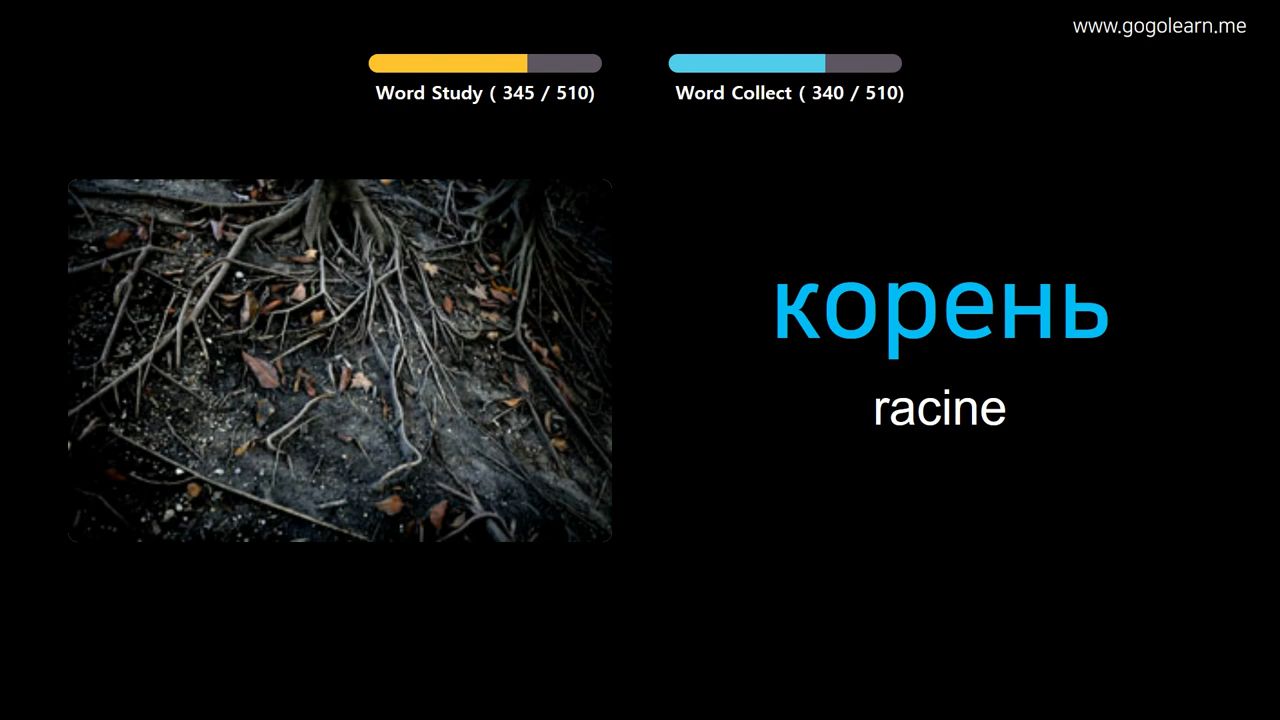 www.gogolearn.me
Word Study ( 345 / 510)
Word Collect ( 340 / 510)
корень
racine